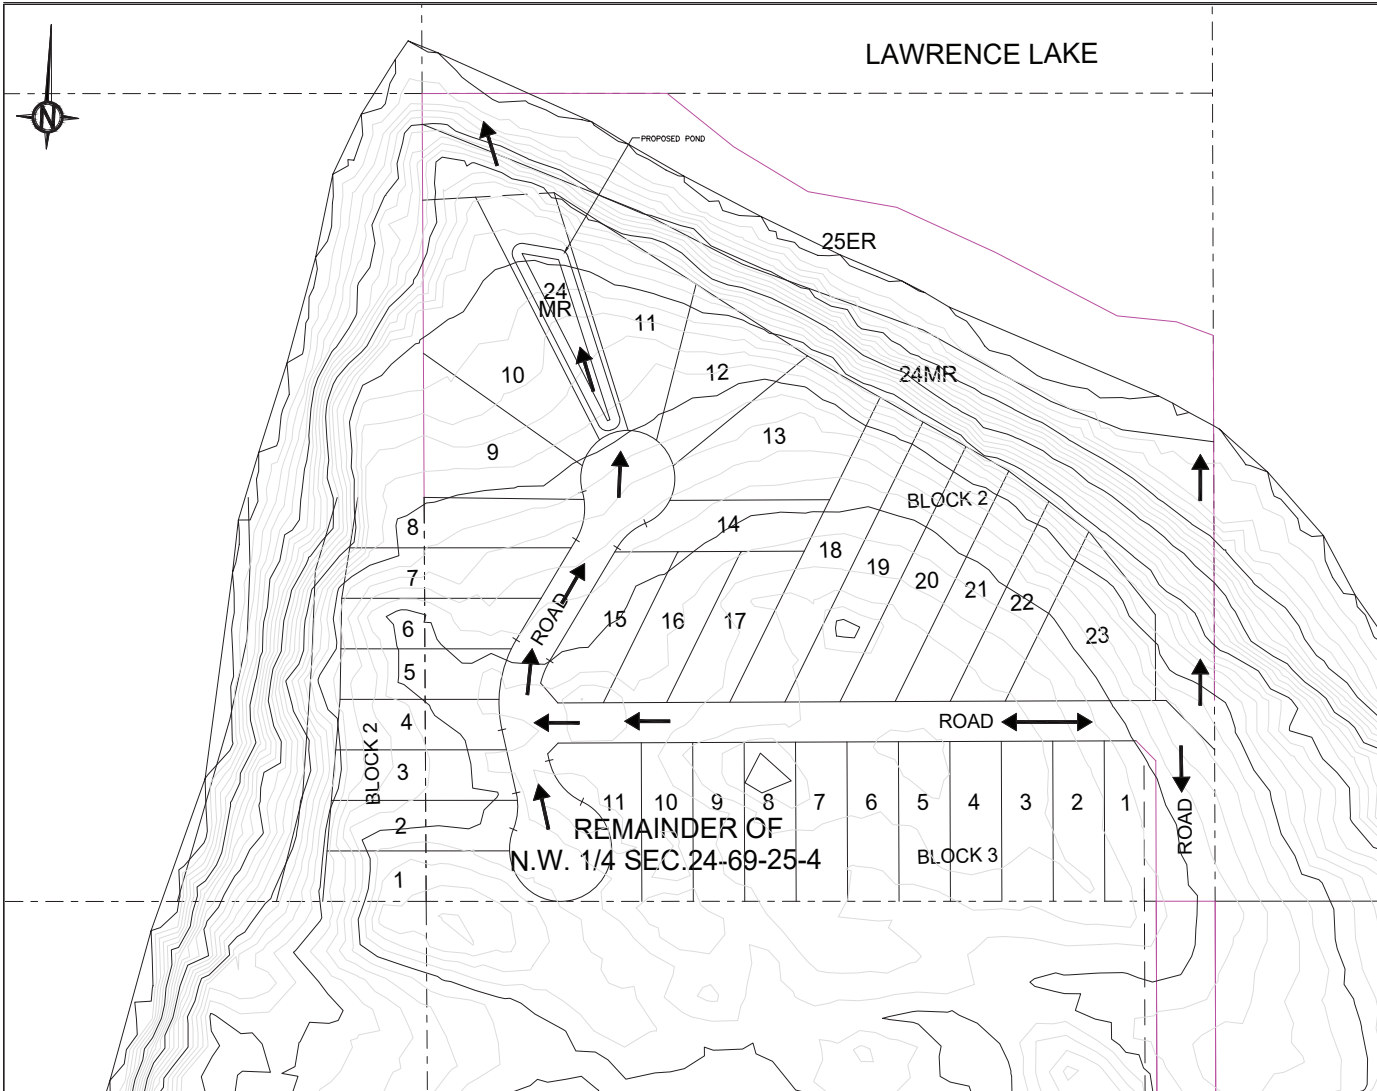 LAWRENCE LAKE
N
PROPOSED POND
25ER
24
MR
11
10
12
24MR
13
9
BLOCK 2
8
14
18
19
20
21
22
23
7
ROAD
15
16
17
6
5
4
ROAD
BLOCK 2
3
11
10
9
8
7
6
5
4
3
2
1
ROAD
2
REMAINDER OF
N.W. 1/4 SEC.24-69-25-4
BLOCK 3
1